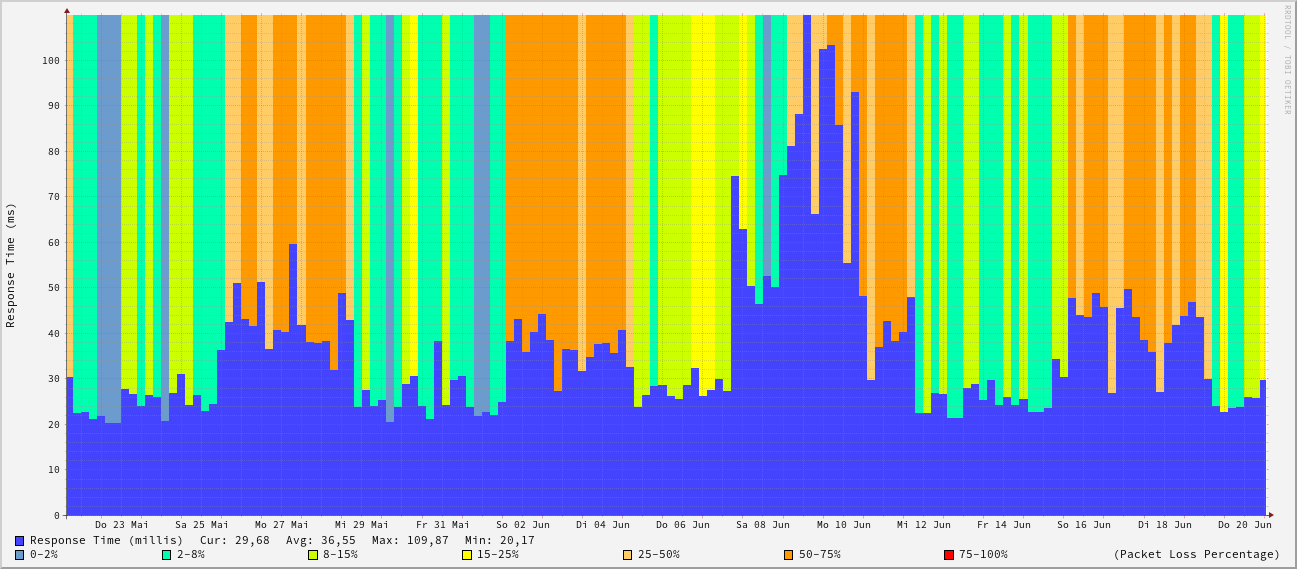 RRDTOOL / TOBI OETIKER
Response Time (ms)
100
90
80
70
60
50
40
30
20
10
0
Do 23 Mai Sa 25 Mai Mo 27 Mai Mi 29 Mai Fr 31 Mai So 02 Jun Di 04 Jun Do 06 Jun Sa 08 Jun Mo 10 Jun Mi 12 Jun Fr 14 Jun So 16 Jun Di 18 Jun Do 20 Jun
Response Time (millis) Cur: 29,68 Avg: 36,55 Max: 109,87 Min: 20,17
0-2% 2-8% 8-15% 15-25% 25-50% 50-75% 75-100% (Packet Loss Percentage)